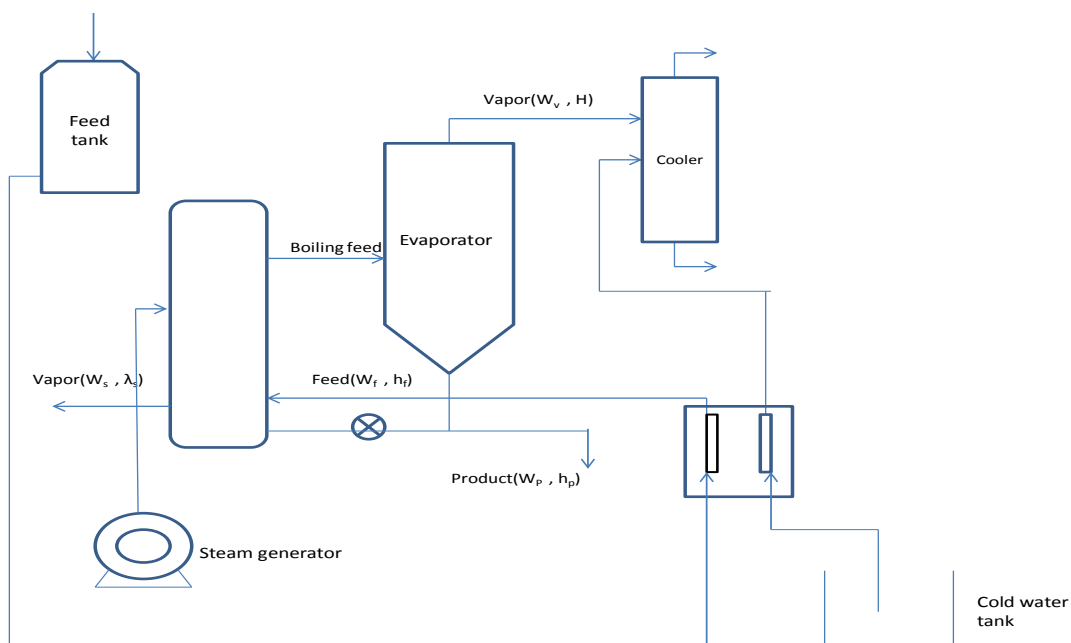 Feed
tank
Vapor(Wv , H)
Cooler
Evaporator
Boiling feed
Vapor(Ws , λs)
Feed(Wf , hf)
Product(WP , hp)
Steam generator
Cold water
tank